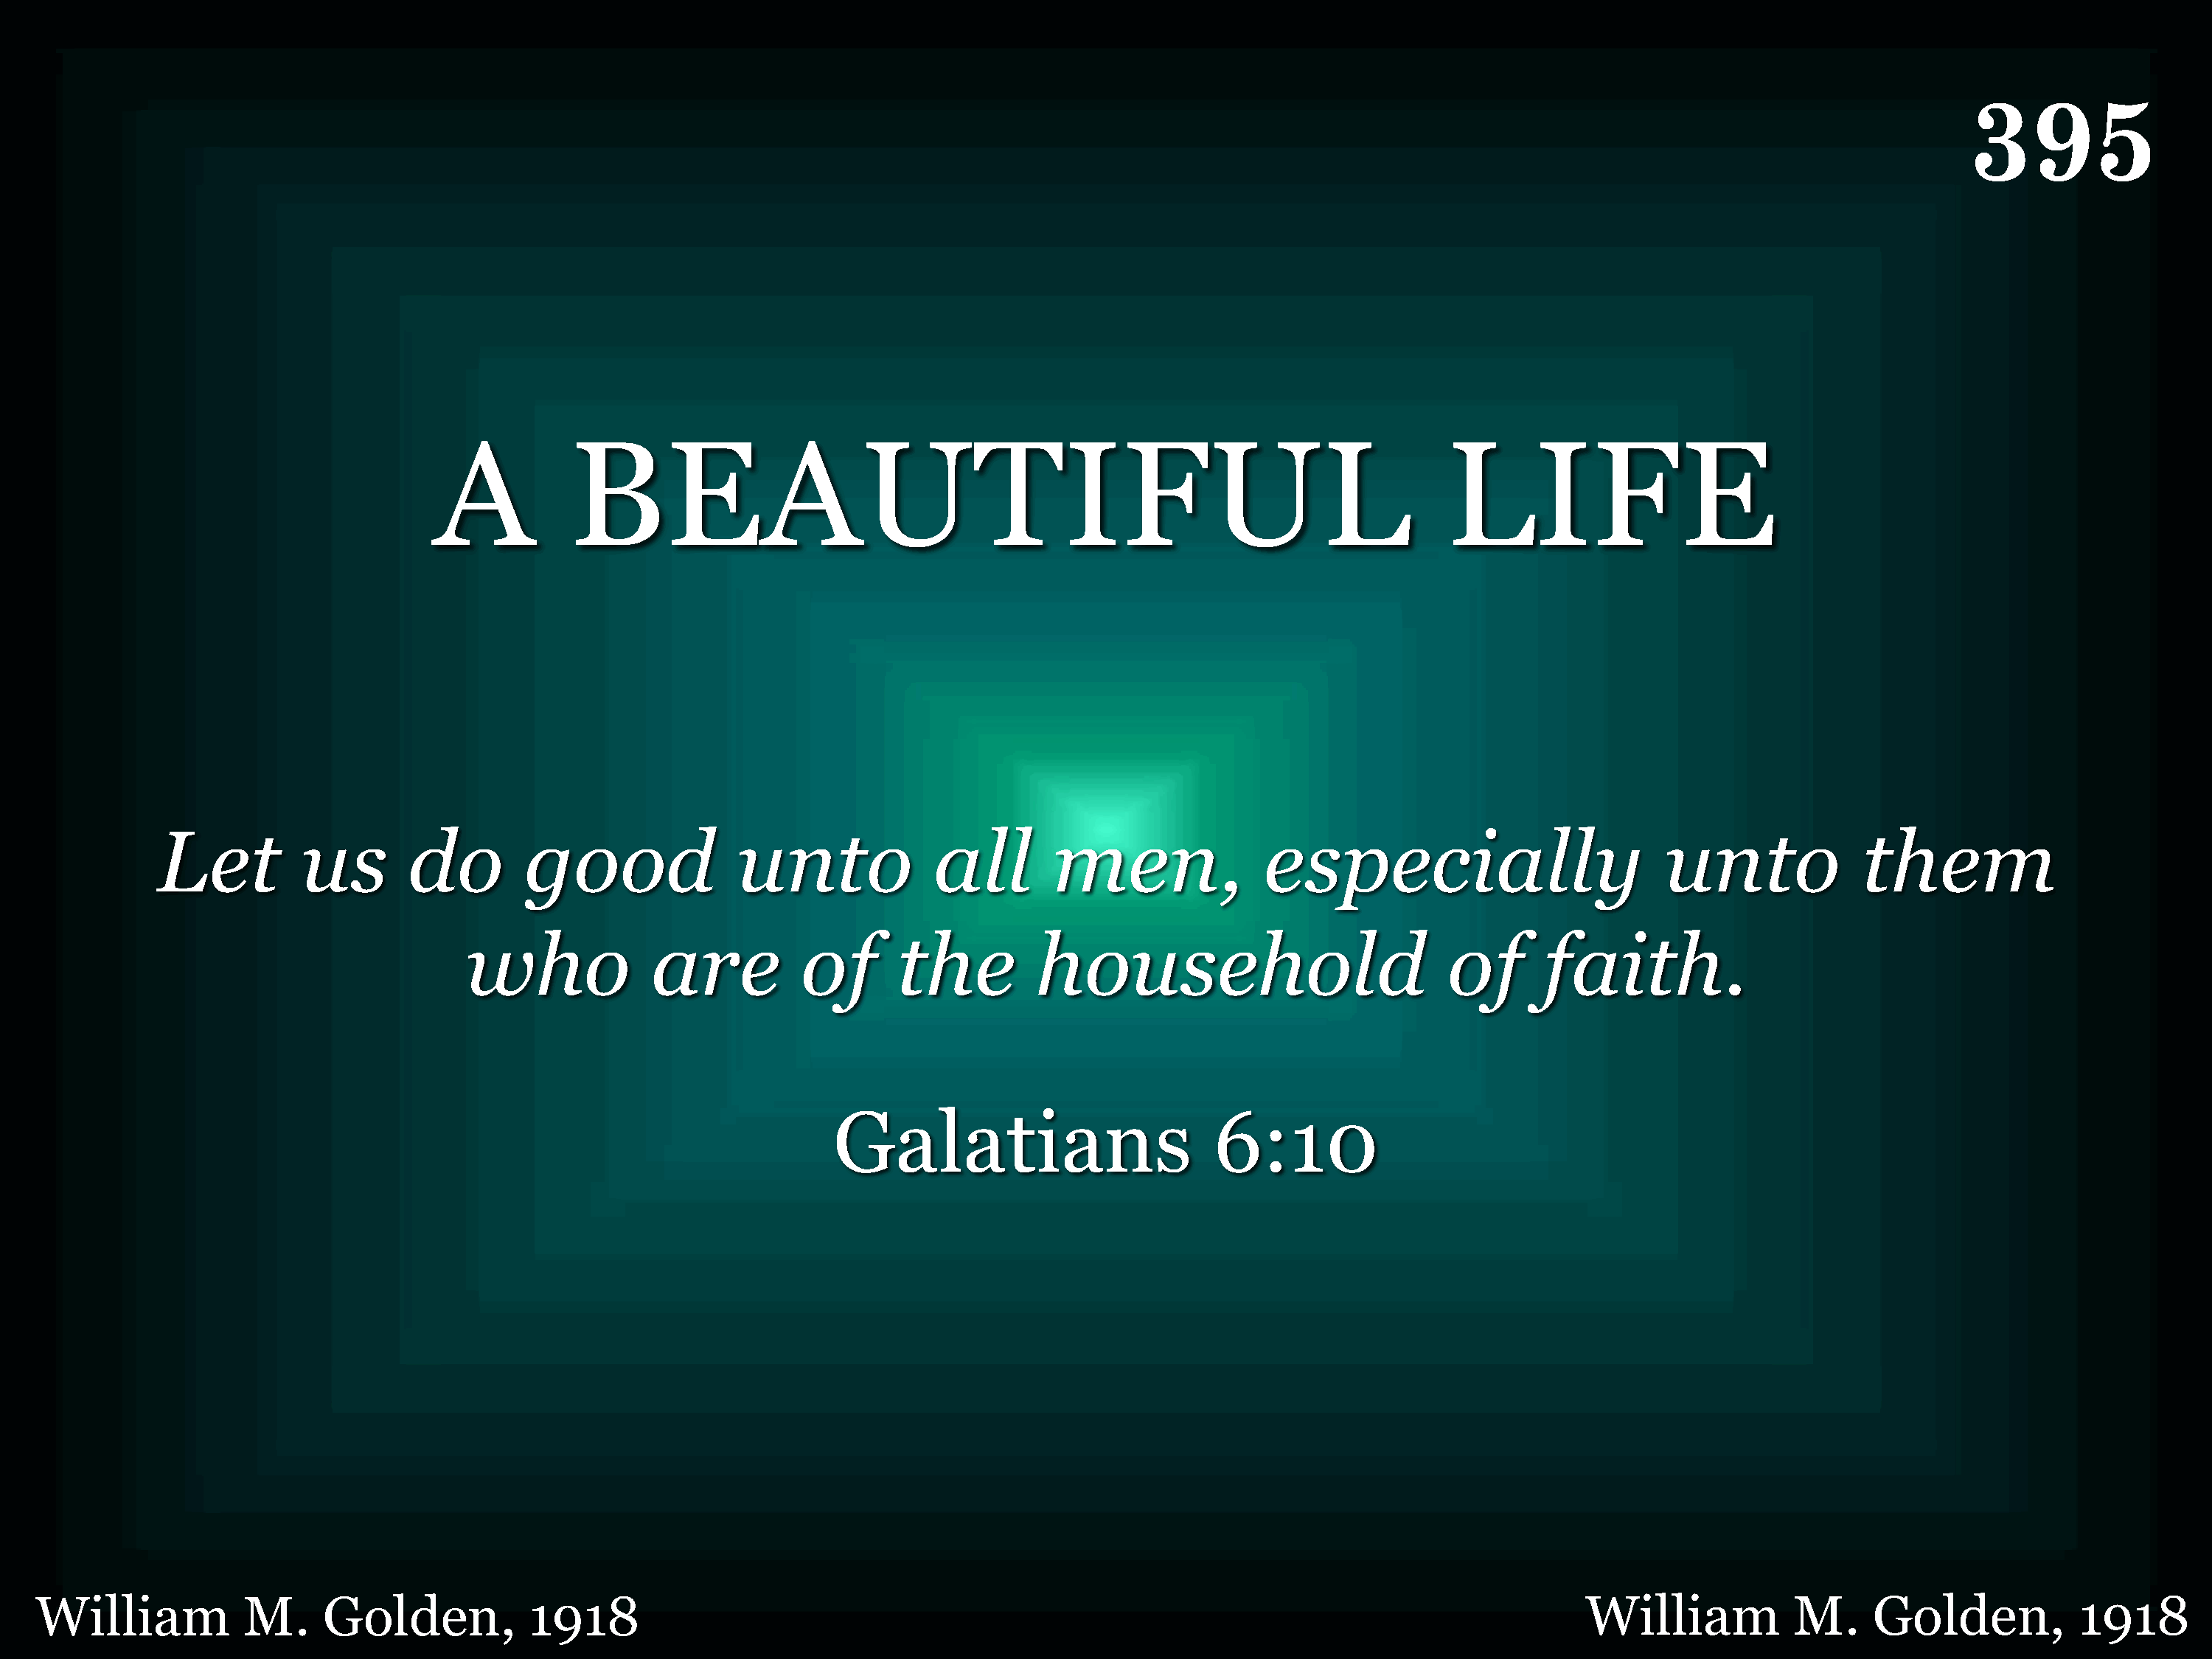 395
A BEAUTIFUL LIFE
Let us do good unto all men, especially unto them
who are of the household of faith.
Galatians 6:10
William M. Golden, 1918
William M. Golden, 1918